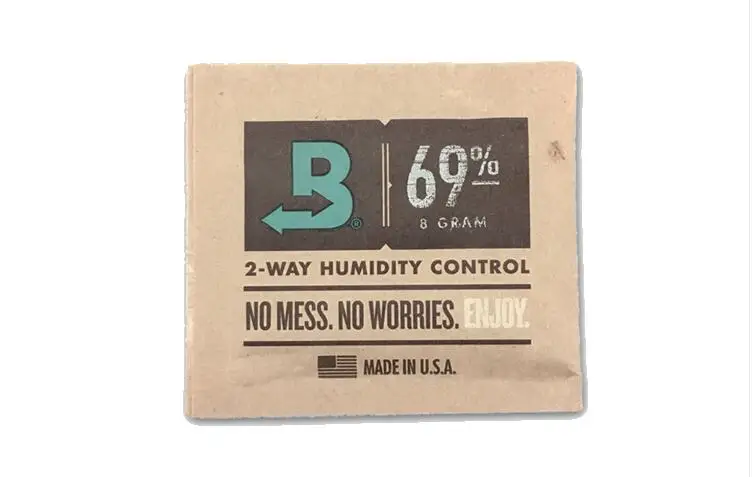 B®
69%
8 GRAM
2-WAY HUMIDITY CONTROL
NO MESS. NO WORRIES. ENJOY.
MADE IN U.S.A.